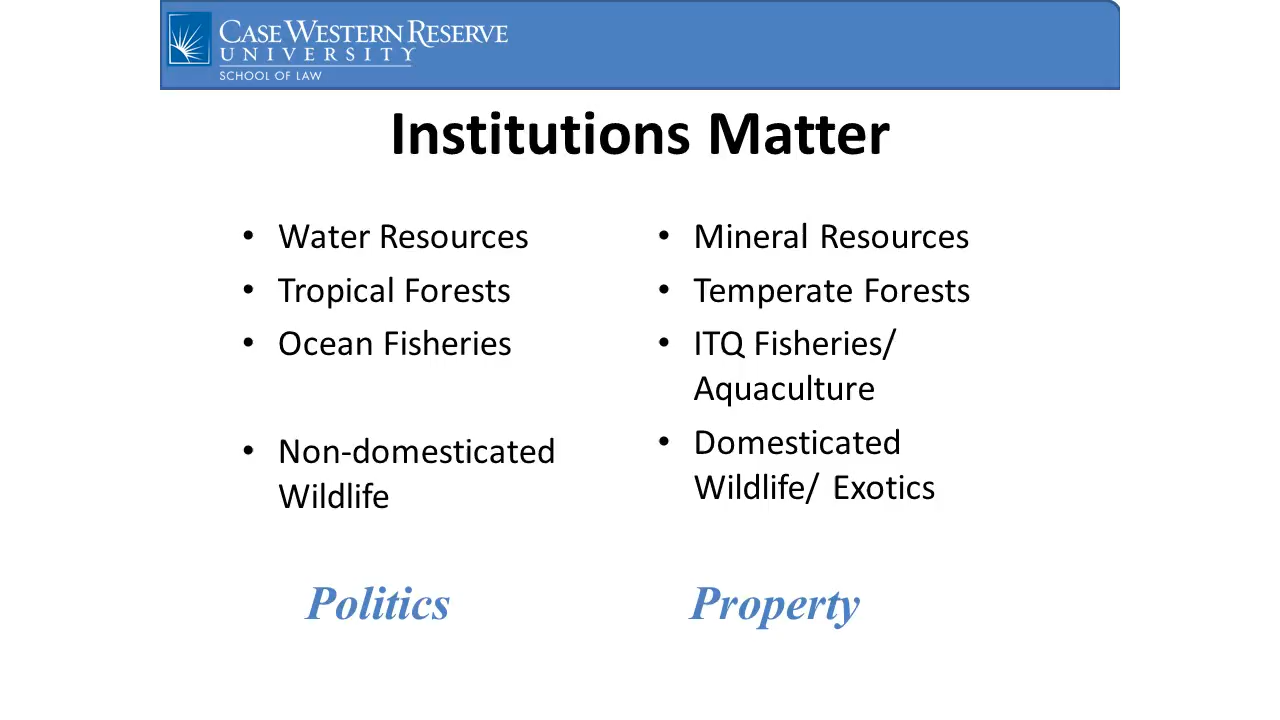 CASE WESTERN RESERVE
UNIVERSITY
SCHOOL OF LAW
Institutions Matter
• Water Resources
• Tropical Forests
• Ocean Fisheries
• Non-domesticated
Wildlife
Politics
• Mineral Resources
• Temperate Forests
• ITQ Fisheries/
Aquaculture
• Domesticated
Wildlife/ Exotics
Property